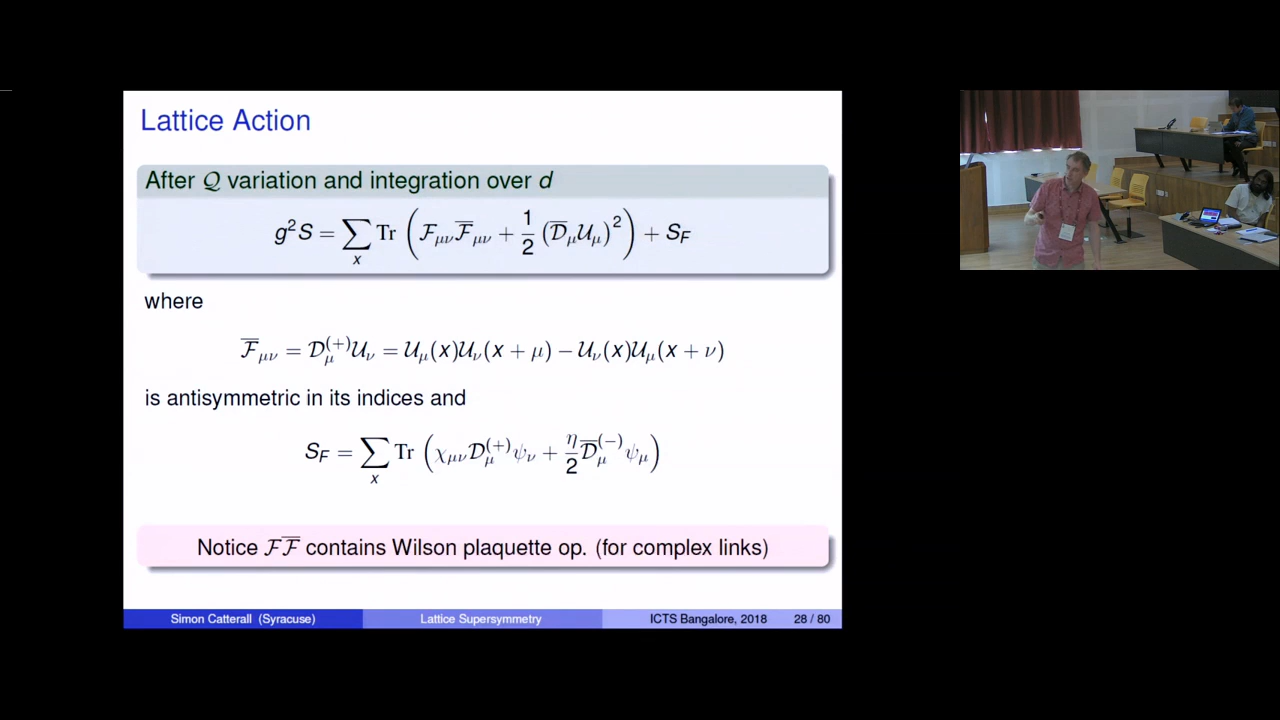 Lattice Action
After 𝒬 variation and integration over d
g²S = ∑ₓ Tr (ℱ_μν ℱ̅_μν + 1/2 (𝒟̅_μ 𝒰_μ)²) + S_F
where
ℱ̅_μν = 𝒟_μ^(+) 𝒰_ν = 𝒰_μ(x)𝒰_ν(x + μ) − 𝒰_ν(x)𝒰_μ(x + ν)
is antisymmetric in its indices and
S_F = ∑ₓ Tr (χ_μν 𝒟_μ^(+) ψ_ν + η/2 𝒟̅_μ^(−) ψ_μ)
Notice ℱℱ̅ contains Wilson plaquette op. (for complex links)
Simon Catterall (Syracuse) Lattice Supersymmetry ICTS Bangalore, 2018 28 / 80